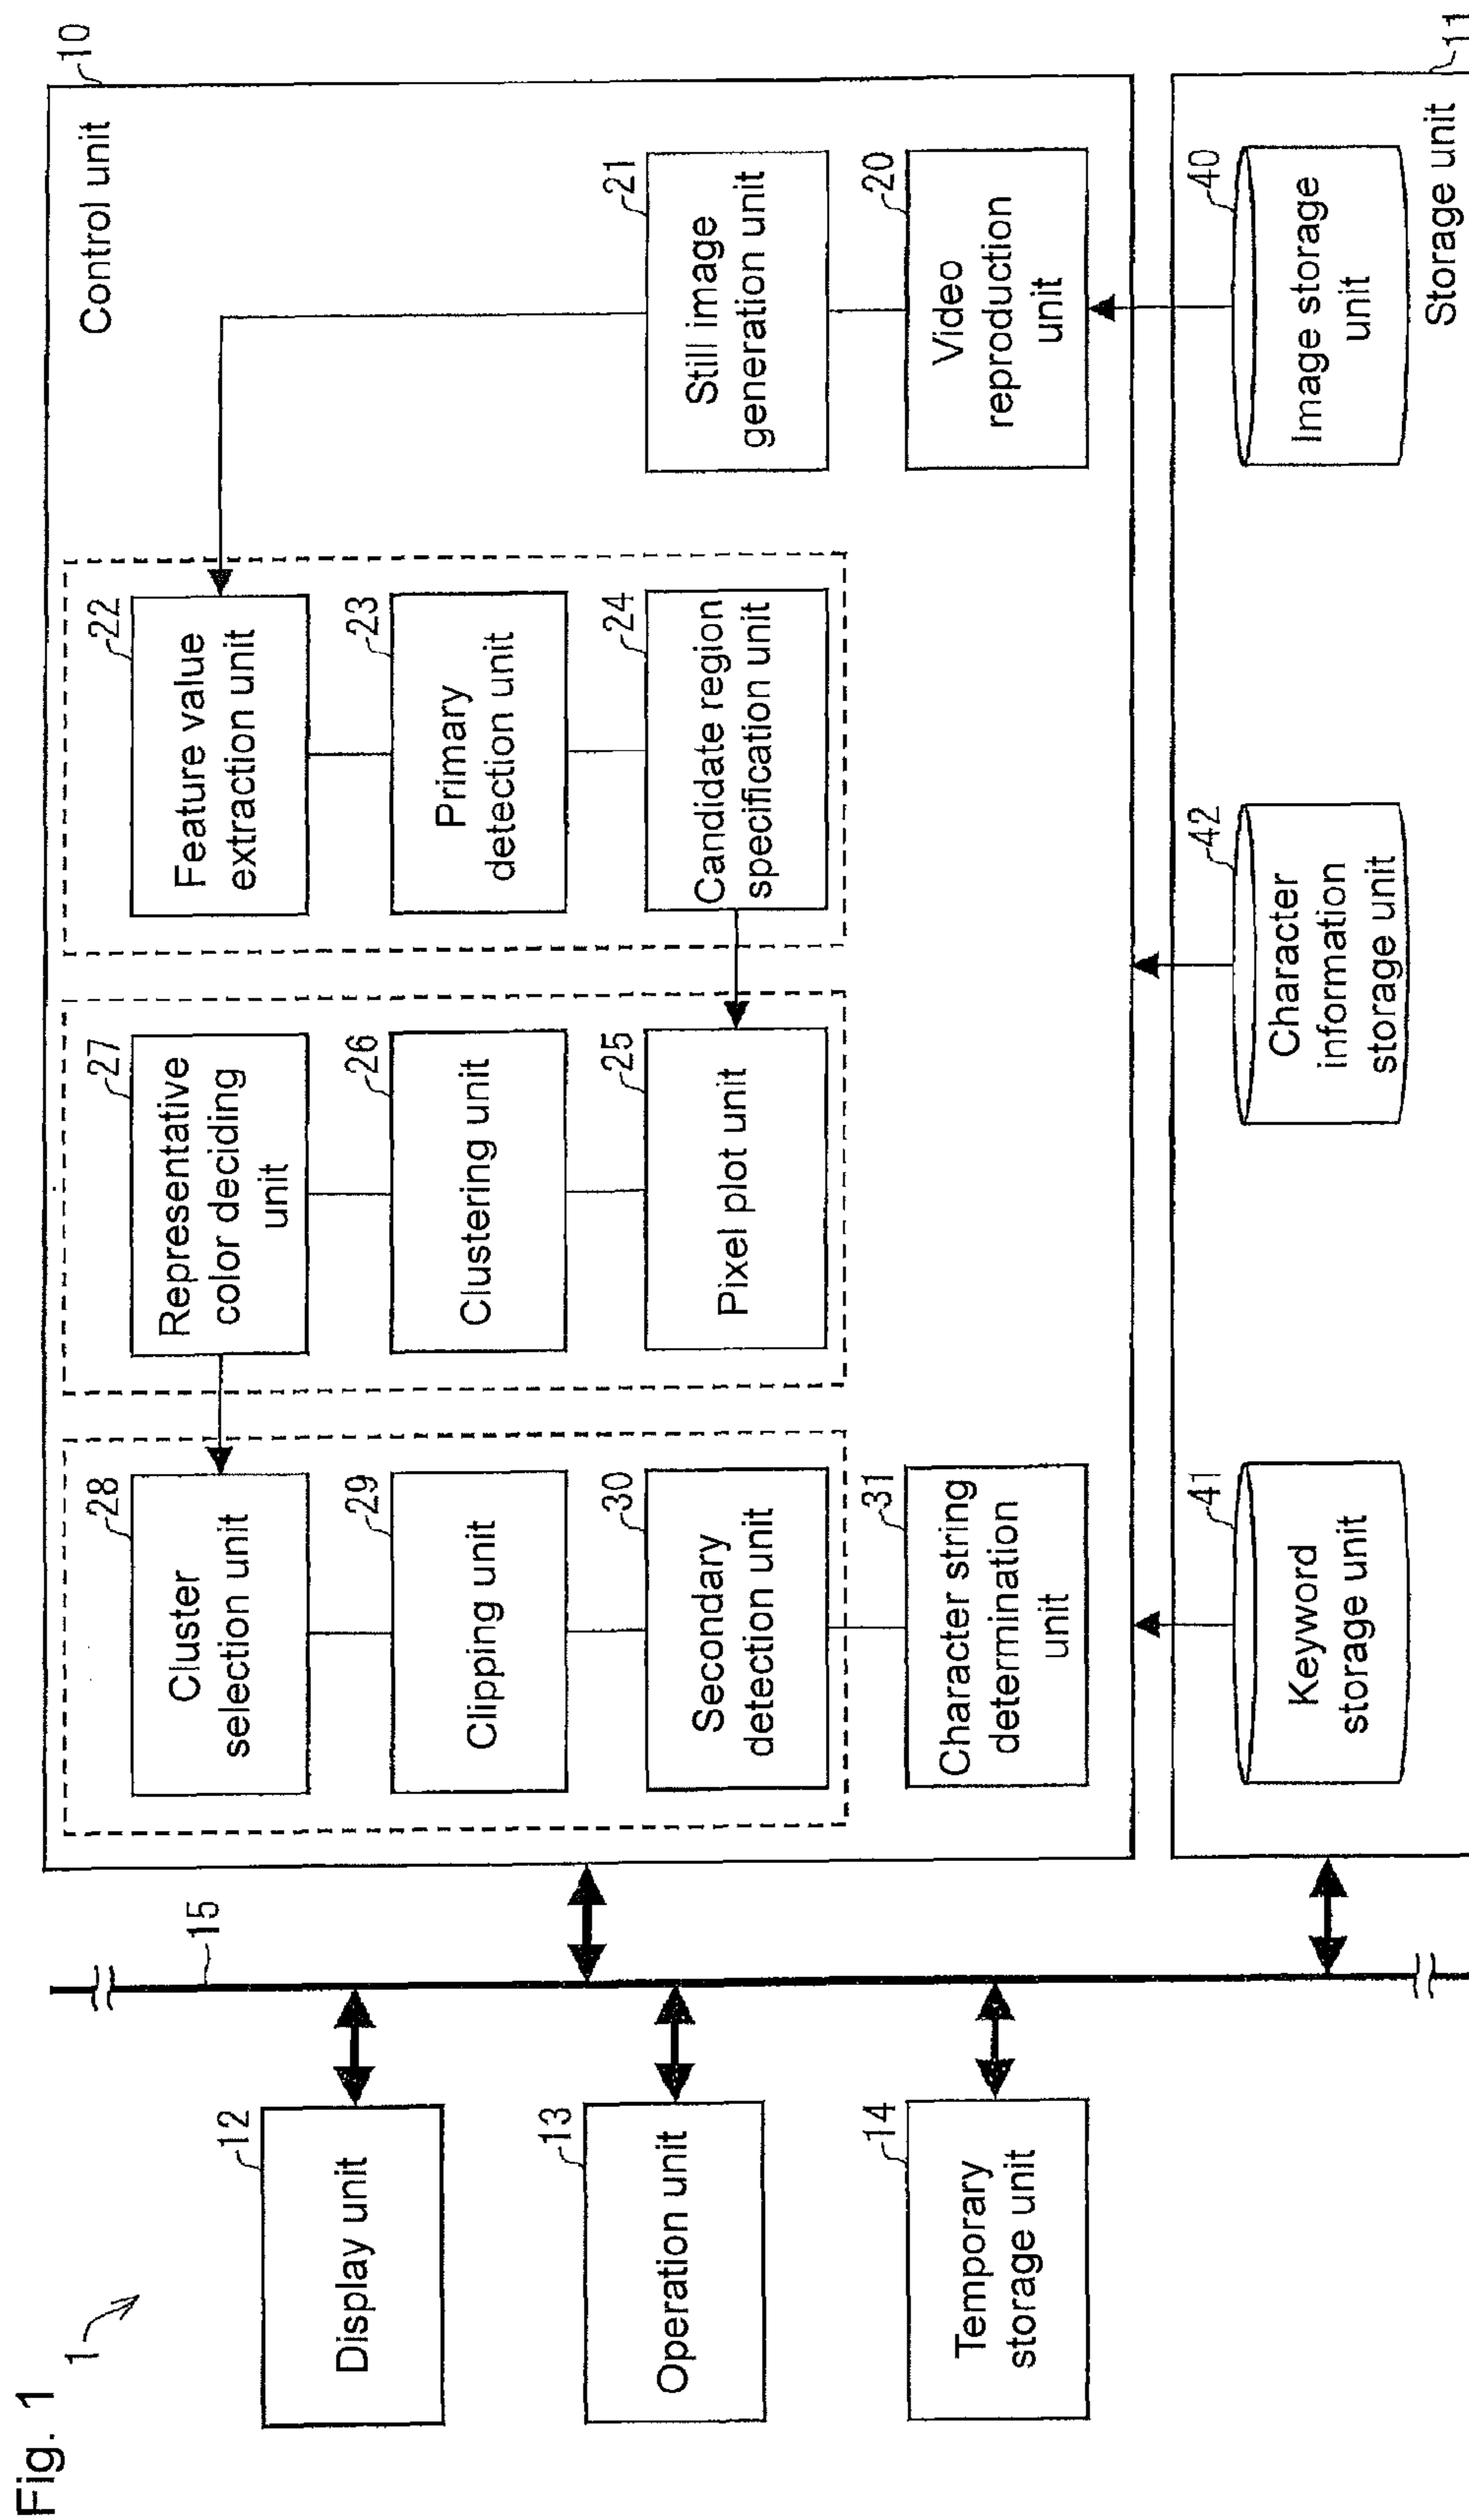 Fig. 1
1
12
Display unit
13
Operation unit
14
Temporary
storage unit
15
10
Control unit
28
Cluster
selection unit
29
Clipping unit
30
Secondary
detection unit
31
Character string
determination
unit
27
Representative
color deciding
unit
26
Clustering unit
25
Pixel plot unit
22
Feature value
extraction unit
23
Primary
detection unit
24
Candidate region
specification unit
21
Still image
generation unit
20
Video
reproduction
unit
11
Storage unit
41
Keyword
storage unit
42
Character
information
storage unit
40
Image storage
unit